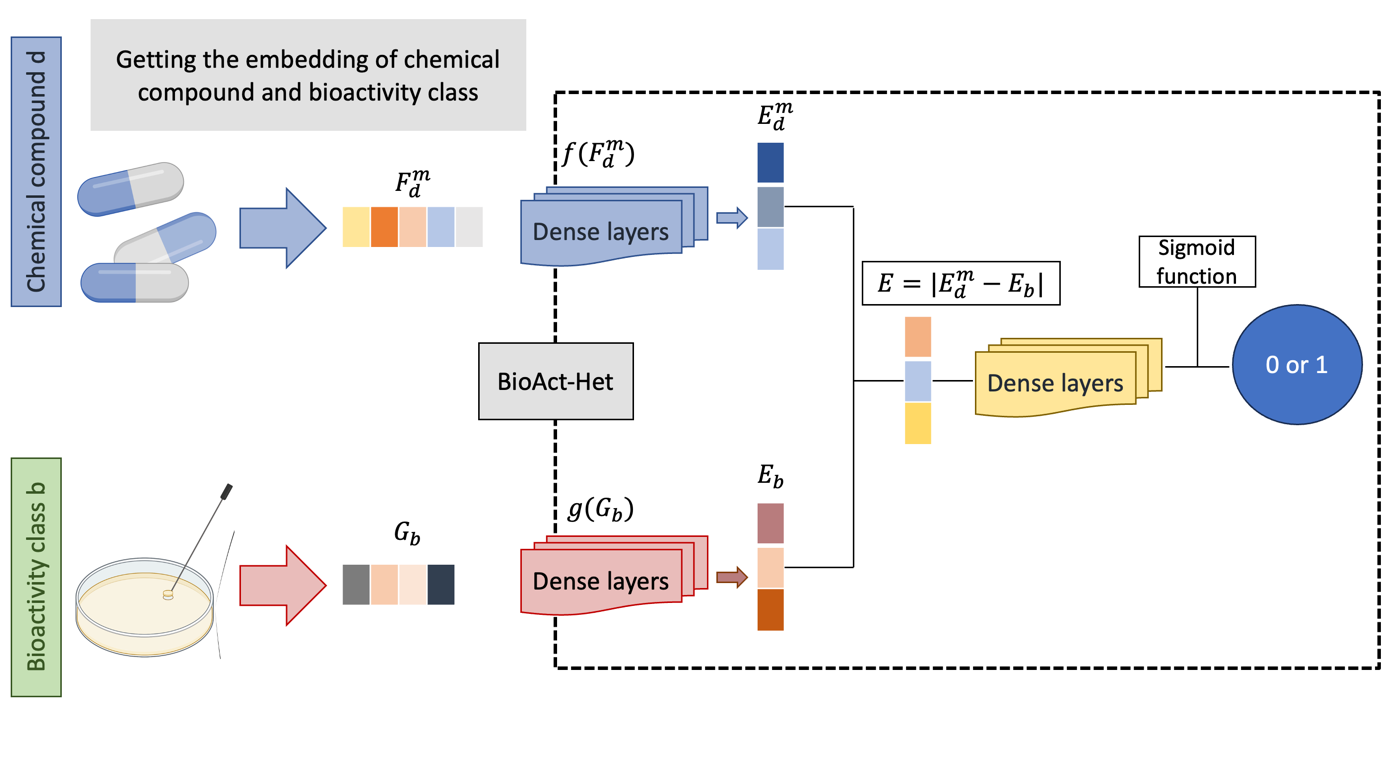 Chemical compound d
Getting the embedding of chemical
compound and bioactivity class
$F_d^m$
$f(F_d^m)$
Dense layers
$E_d^m$
BioAct-Het
$E = |E_d^m - E_b|$
Dense layers
Sigmoid
function
0 or 1
Bioactivity class b
$G_b$
$g(G_b)$
Dense layers
$E_b$